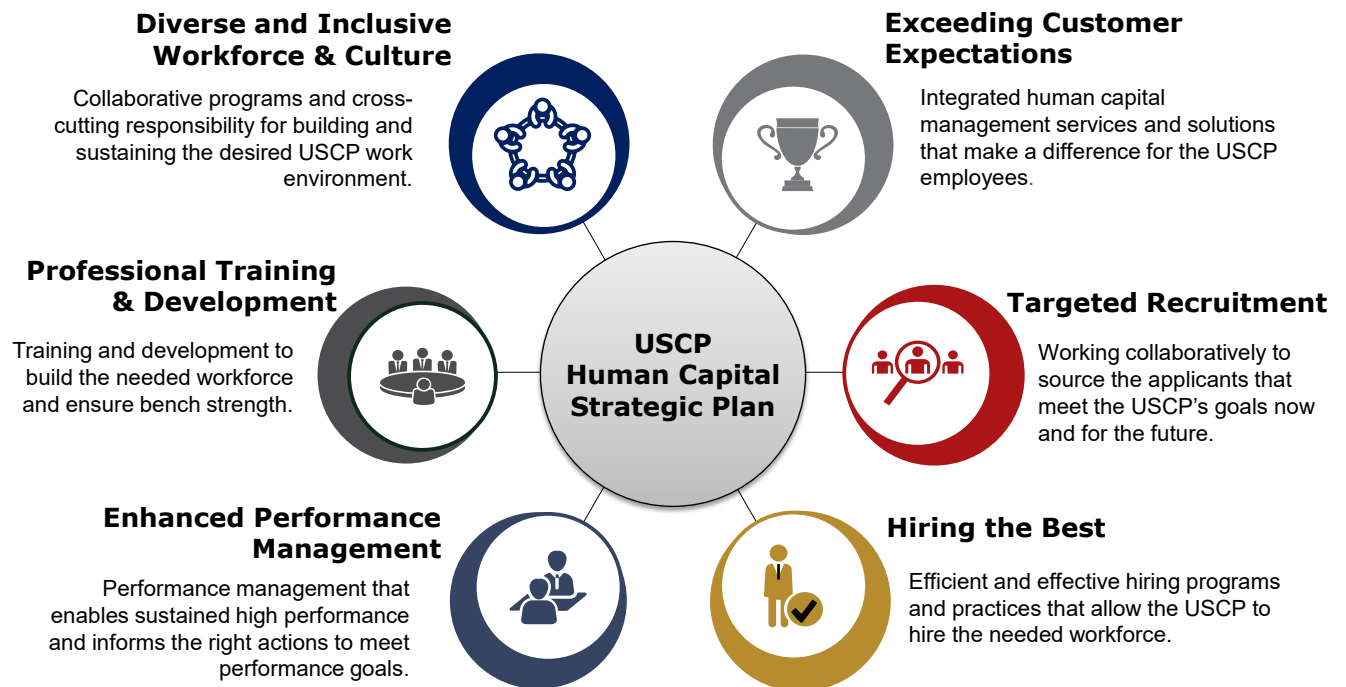 Diverse and Inclusive
Workforce & Culture
Collaborative programs and cross-
cutting responsibility for building and
sustaining the desired USCP work
environment.
Exceeding Customer
Expectations
Integrated human capital
management services and solutions
that make a difference for the USCP
employees.
Professional Training
& Development
Training and development to
build the needed workforce
and ensure bench strength.
USCP
Human Capital
Strategic Plan
Targeted Recruitment
Working collaboratively to
source the applicants that
meet the USCP’s goals now
and for the future.
Enhanced Performance
Management
Performance management that
enables sustained high performance
and informs the right actions to meet
performance goals.
Hiring the Best
Efficient and effective hiring programs
and practices that allow the USCP to
hire the needed workforce.